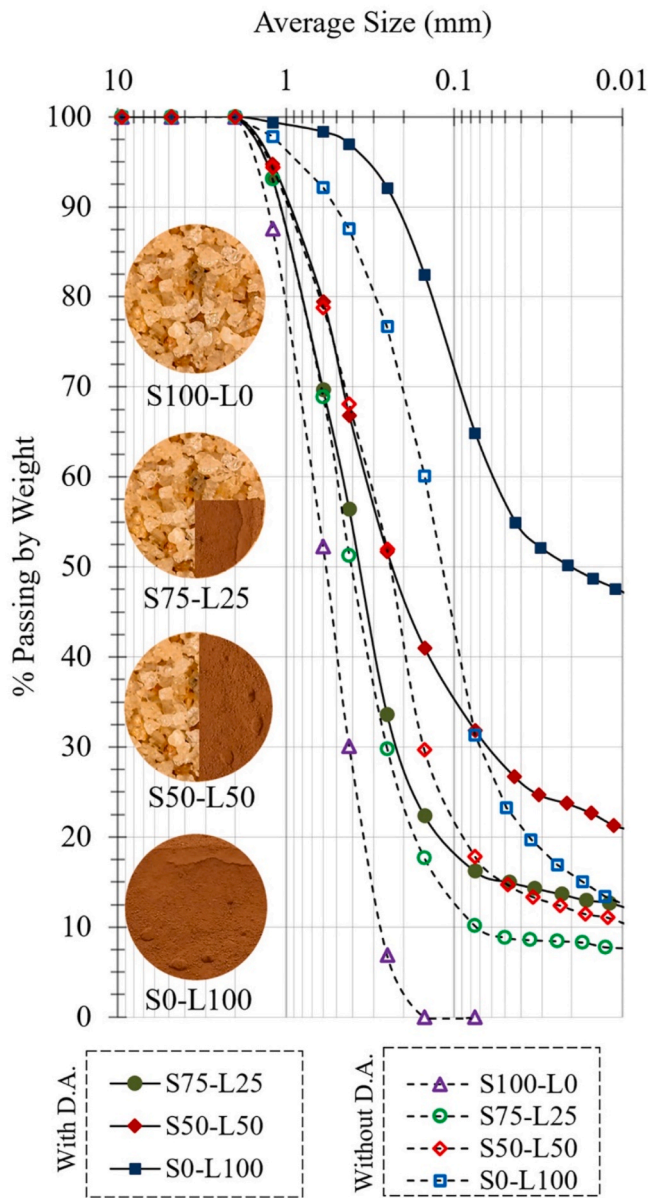 Average Size (mm)
10 1 0.1 0.01
100
90
80
70
60
50
40
30
20
10
0
% Passing by Weight
S100-L0
S75-L25
S50-L50
S0-L100
With D.A.
S75-L25
S50-L50
S0-L100
Without D.A.
S100-L0
S75-L25
S50-L50
S0-L100